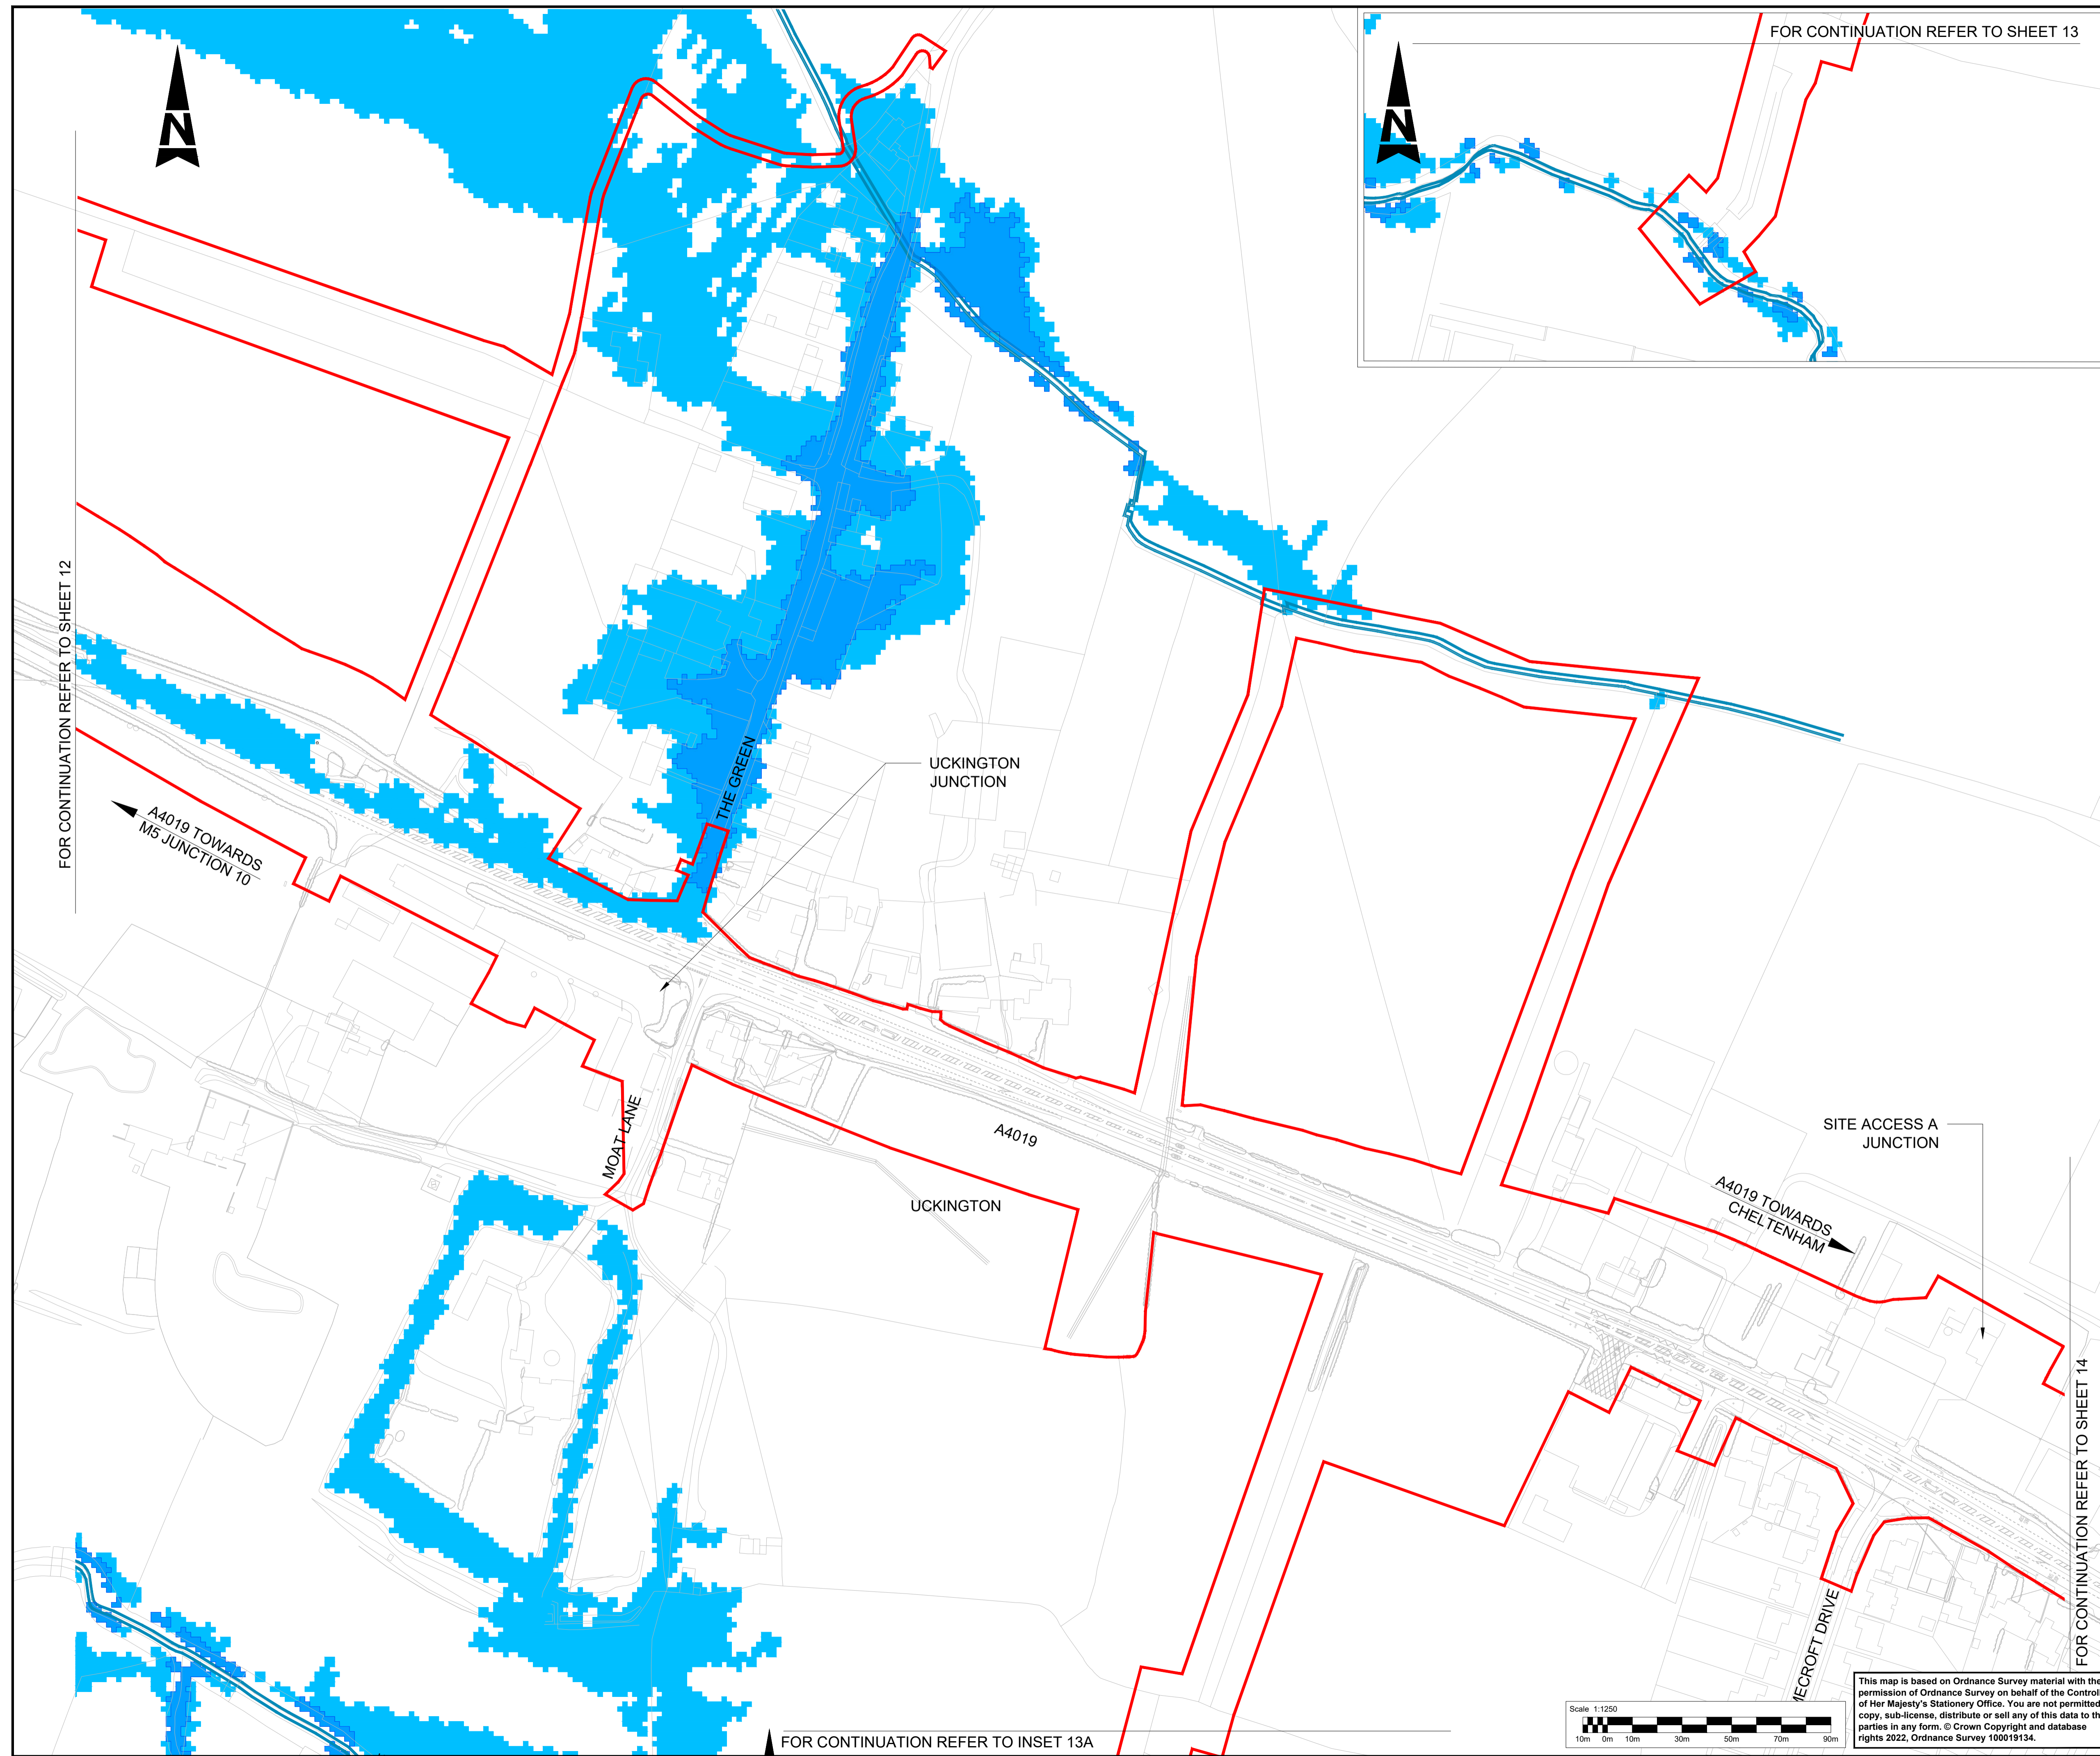 FOR CONTINUATION REFER TO SHEET 13
N
N
FOR CONTINUATION REFER TO SHEET 12
A4019 TOWARDS
M5 JUNCTION 10
THE GREEN
UCKINGTON
JUNCTION
MOAT LANE
A4019
UCKINGTON
SITE ACCESS A
JUNCTION
A4019 TOWARDS
CHELTENHAM
FOR CONTINUATION REFER TO SHEET 14
MECROFT DRIVE
FOR CONTINUATION REFER TO INSET 13A
Scale 1:1250
10m 0m 10m 30m 50m 70m 90m
This map is based on Ordnance Survey material with the
permission of Ordnance Survey on behalf of the Controll
of Her Majesty's Stationery Office. You are not permitted
copy, sub-license, distribute or sell any of this data to th
parties in any form. © Crown Copyright and database
rights 2022, Ordnance Survey 100019134.